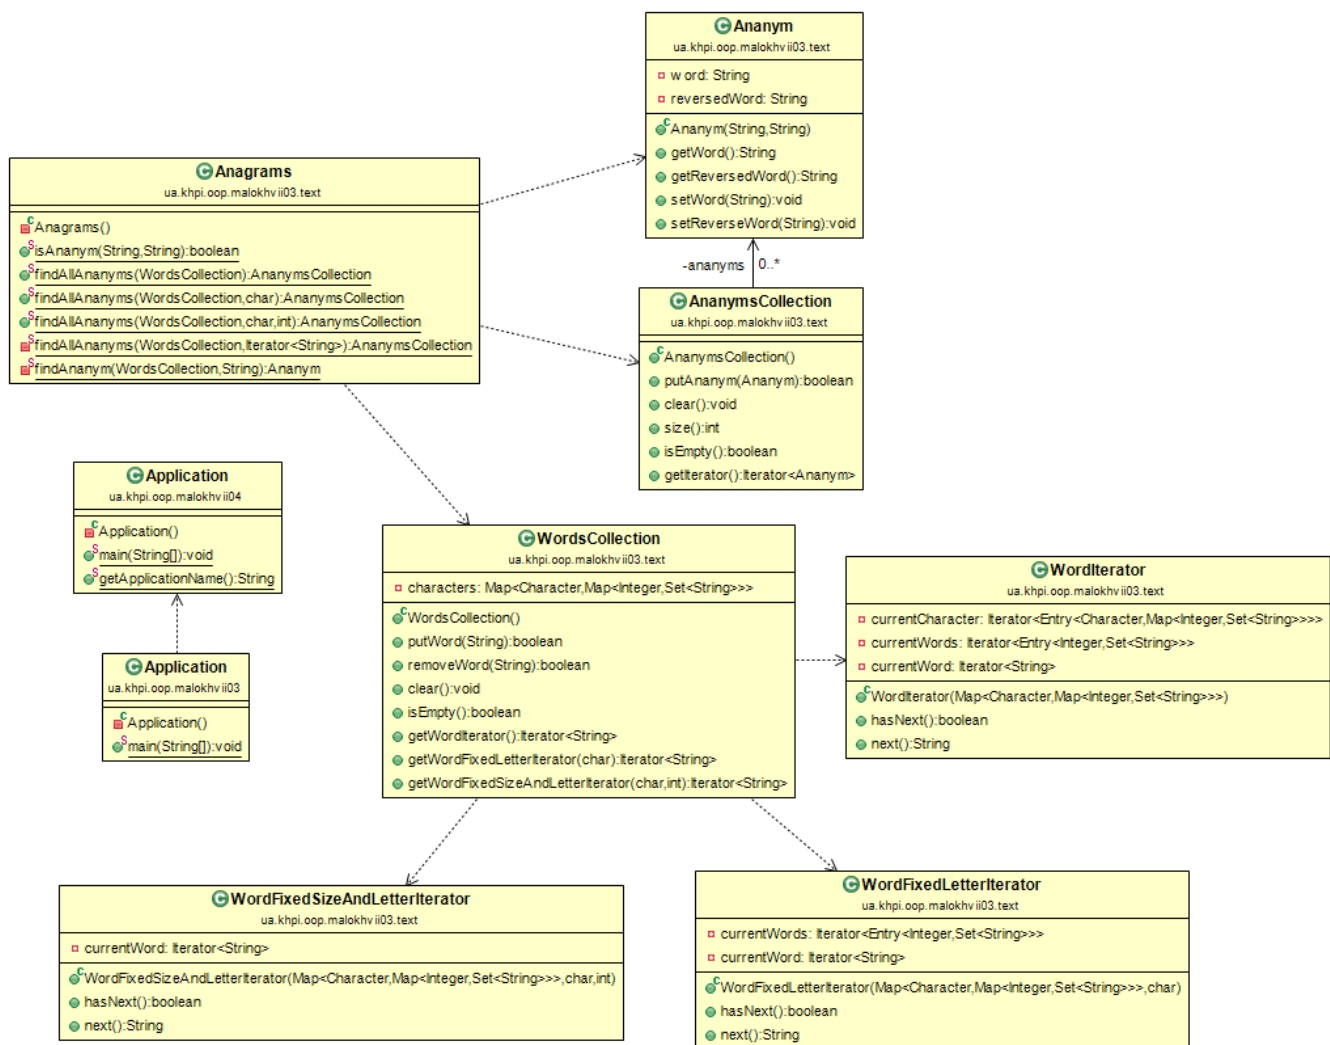 Ananym
ua.khpi.oop.malokhvii03.text
word: String
reversedWord: String
Ananym(String,String)
getWord():String
getReversedWord():String
setWord(String):void
setReverseWord(String):void
Anagrams
ua.khpi.oop.malokhvii03.text
Anagrams()
isAnanym(String,String):boolean
findAllAnanyms(WordsCollection):AnanymsCollection
findAllAnanyms(WordsCollection,char):AnanymsCollection
findAllAnanyms(WordsCollection,char,int):AnanymsCollection
findAllAnanyms(WordsCollection,Iterator<String>):AnanymsCollection
findAnanym(WordsCollection,String):Ananym
-ananyms 0..*
AnanymsCollection
ua.khpi.oop.malokhvii03.text
AnanymsCollection()
putAnanym(Ananym):boolean
clear():void
size():int
isEmpty():boolean
getIterator():Iterator<Ananym>
Application
ua.khpi.oop.malokhvii04
Application()
main(String[]):void
getApplicationName():String
Application
ua.khpi.oop.malokhvii03
Application()
main(String[]):void
WordsCollection
ua.khpi.oop.malokhvii03.text
characters: Map<Character,Map<Integer,Set<String>>>
WordsCollection()
putWord(String):boolean
removeWord(String):boolean
clear():void
isEmpty():boolean
getWordIterator():Iterator<String>
getWordFixedLetterIterator(char):Iterator<String>
getWordFixedSizeAndLetterIterator(char,int):Iterator<String>
WordIterator
ua.khpi.oop.malokhvii03.text
currentCharacter: Iterator<Entry<Character,Map<Integer,Set<String>>>>
currentWords: Iterator<Entry<Integer,Set<String>>>
currentWord: Iterator<String>
WordIterator(Map<Character,Map<Integer,Set<String>>>)
hasNext():boolean
next():String
WordFixedSizeAndLetterIterator
ua.khpi.oop.malokhvii03.text
currentWord: Iterator<String>
WordFixedSizeAndLetterIterator(Map<Character,Map<Integer,Set<String>>>,char,int)
hasNext():boolean
next():String
WordFixedLetterIterator
ua.khpi.oop.malokhvii03.text
currentWords: Iterator<Entry<Integer,Set<String>>>
currentWord: Iterator<String>
WordFixedLetterIterator(Map<Character,Map<Integer,Set<String>>>,char)
hasNext():boolean
next():String